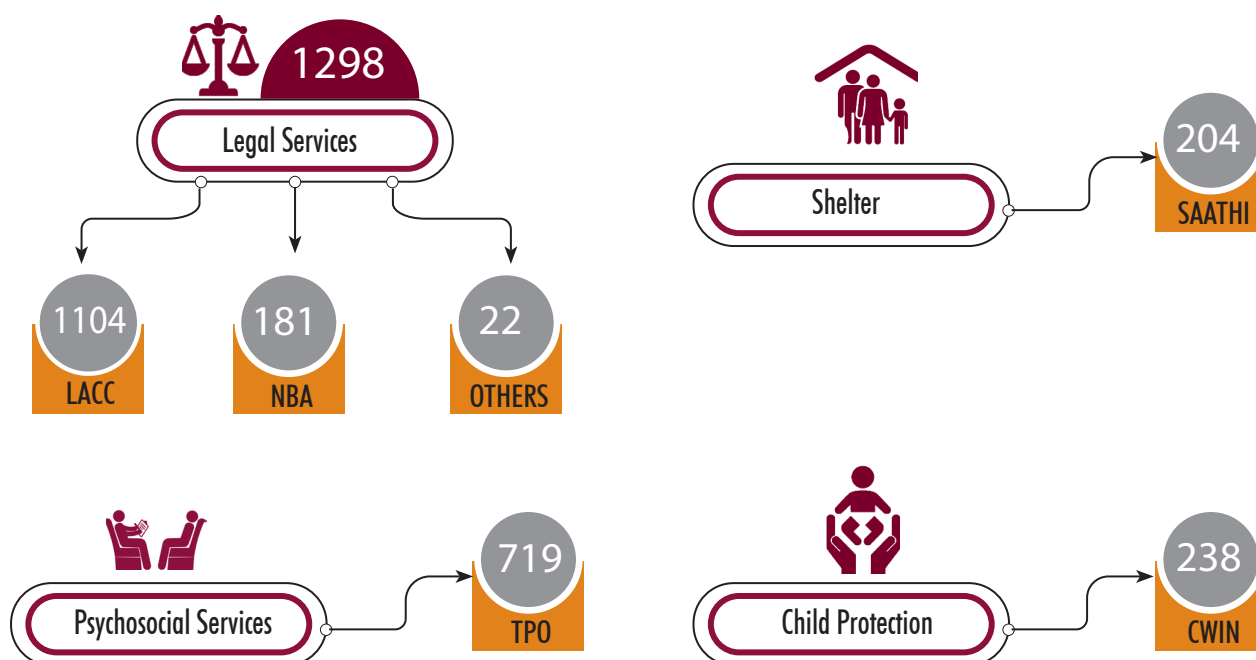 1298
Legal Services
1104
LACC
181
NBA
22
OTHERS
Shelter
204
SAATHI
Psychosocial Services
719
TPO
Child Protection
238
CWIN